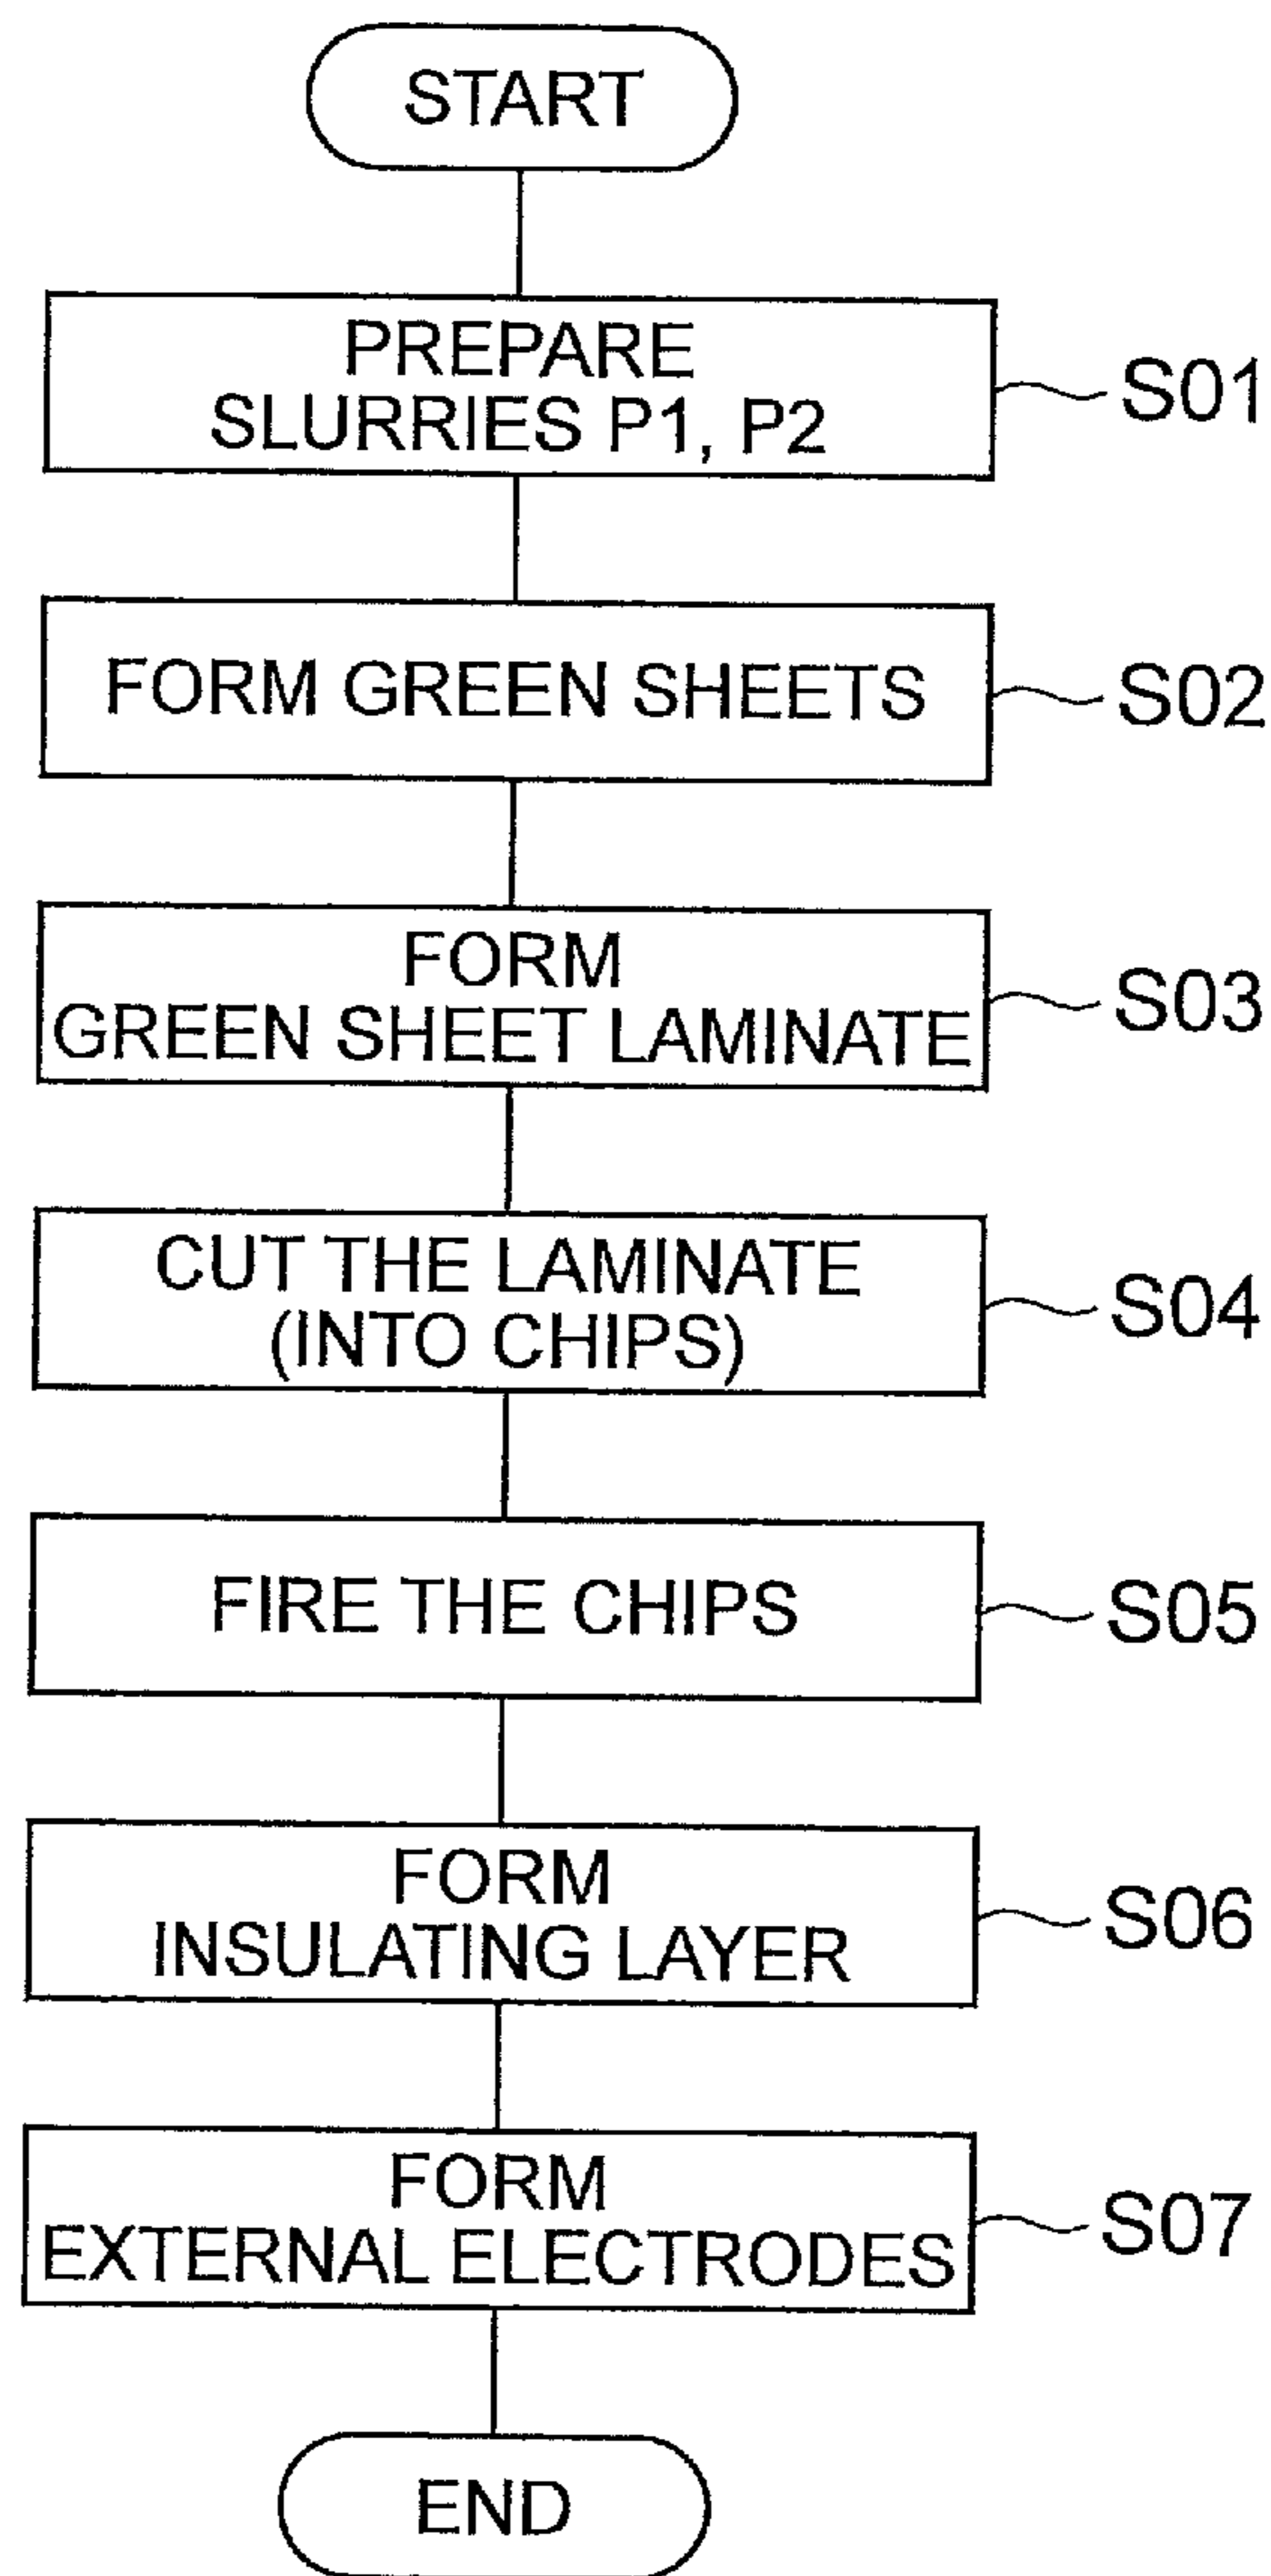 START
PREPARE
SLURRIES P1, P2
S01
FORM GREEN SHEETS
S02
FORM
GREEN SHEET LAMINATE
S03
CUT THE LAMINATE
(INTO CHIPS)
S04
FIRE THE CHIPS
S05
FORM
INSULATING LAYER
S06
FORM
EXTERNAL ELECTRODES
S07
END